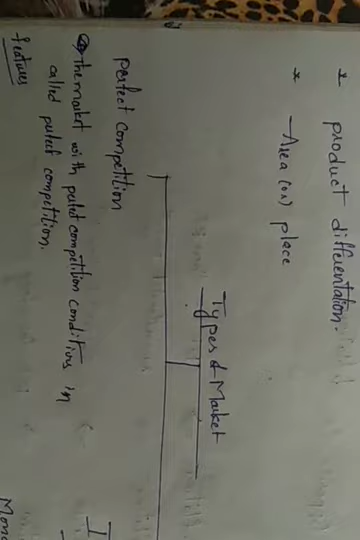 * product differentiation.
* - Area (or) place
Types of Market
perfect competition
The market with perfect competition conditions in
called perfect competition.
features